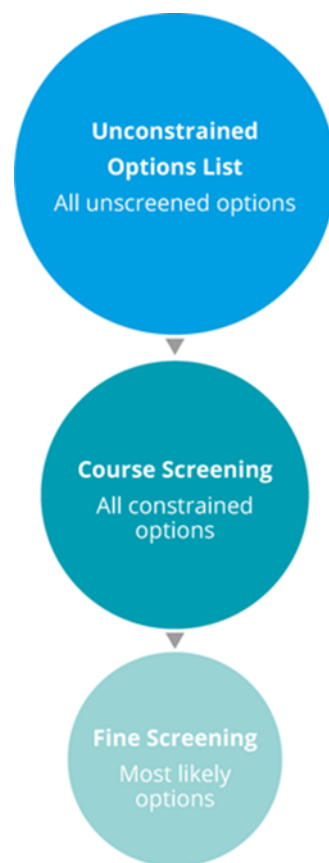 Unconstrained
Options List
All unscreened options
Course Screening
All constrained
options
Fine Screening
Most likely
options